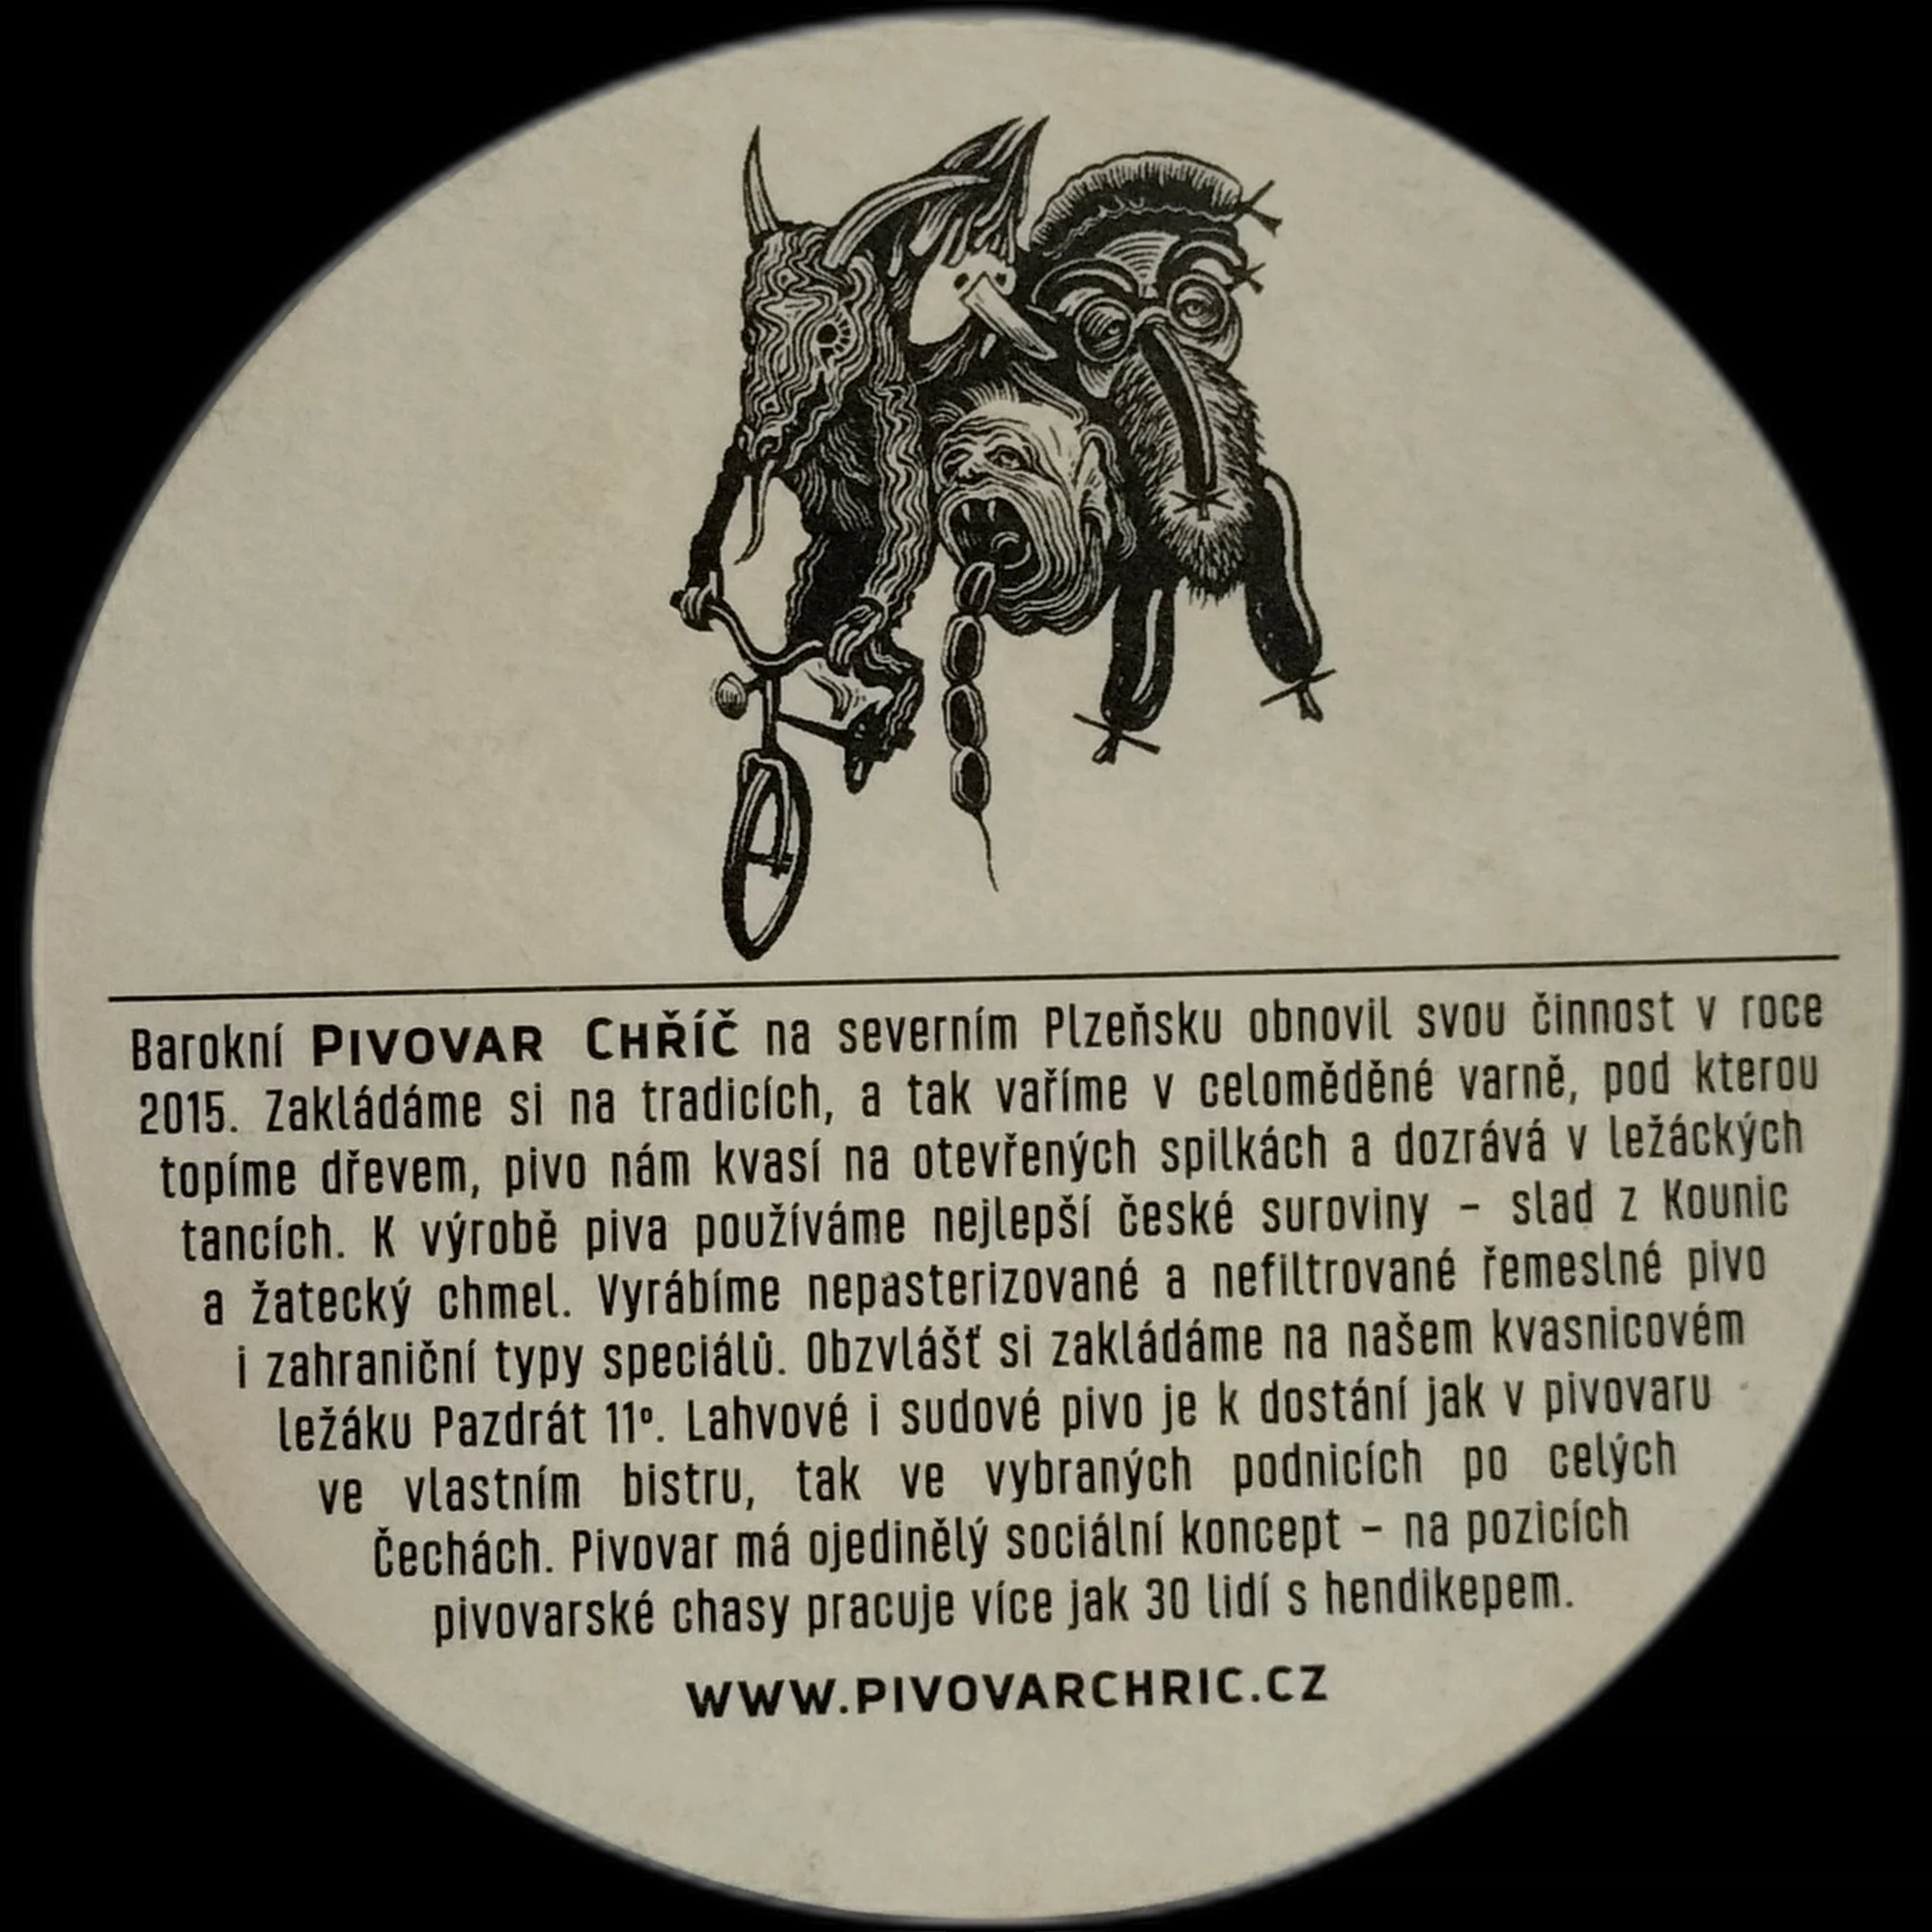 Barokní PIVOVAR CHŘÍČ na severním Plzeňsku obnovil svou činnost v roce
2015. Zakládáme si na tradicích, a tak vaříme v celoměděné varně, pod kterou
topíme dřevem, pivo nám kvasí na otevřených spilkách a dozrává v ležáckých
tancích. K výrobě piva používáme nejlepší české suroviny – slad z Kounic
a žatecký chmel. Vyrábíme nepasterizované a nefiltrované řemeslné pivo
i zahraniční typy speciálů. Obzvlášť si zakládáme na našem kvasnicovém
ležáku Pazdrát 11°. Lahvové i sudové pivo je k dostání jak v pivovaru
ve vlastním bistru, tak ve vybraných podnicích po celých
Čechách. Pivovar má ojedinělý sociální koncept – na pozicích
pivovarské chasy pracuje více jak 30 lidí s hendikepem.
WWW.PIVOVARCHRIC.CZ